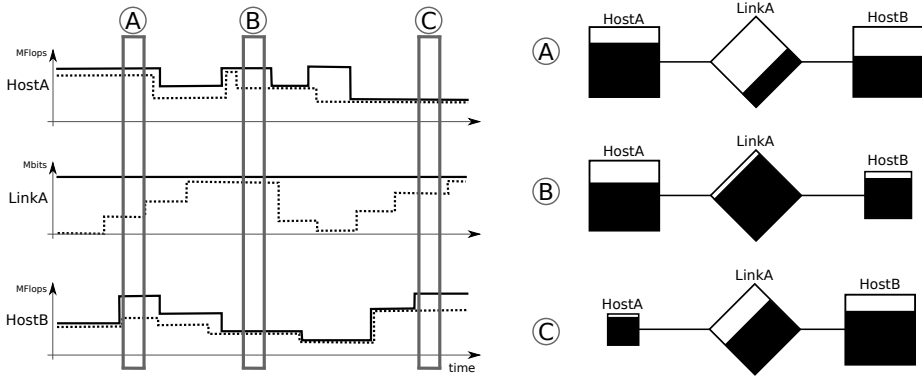 A
B
C
MFlops
HostA
Mbits
LinkA
MFlops
HostB
time
A
HostA
LinkA
HostB
B
HostA
LinkA
HostB
C
HostA
LinkA
HostB